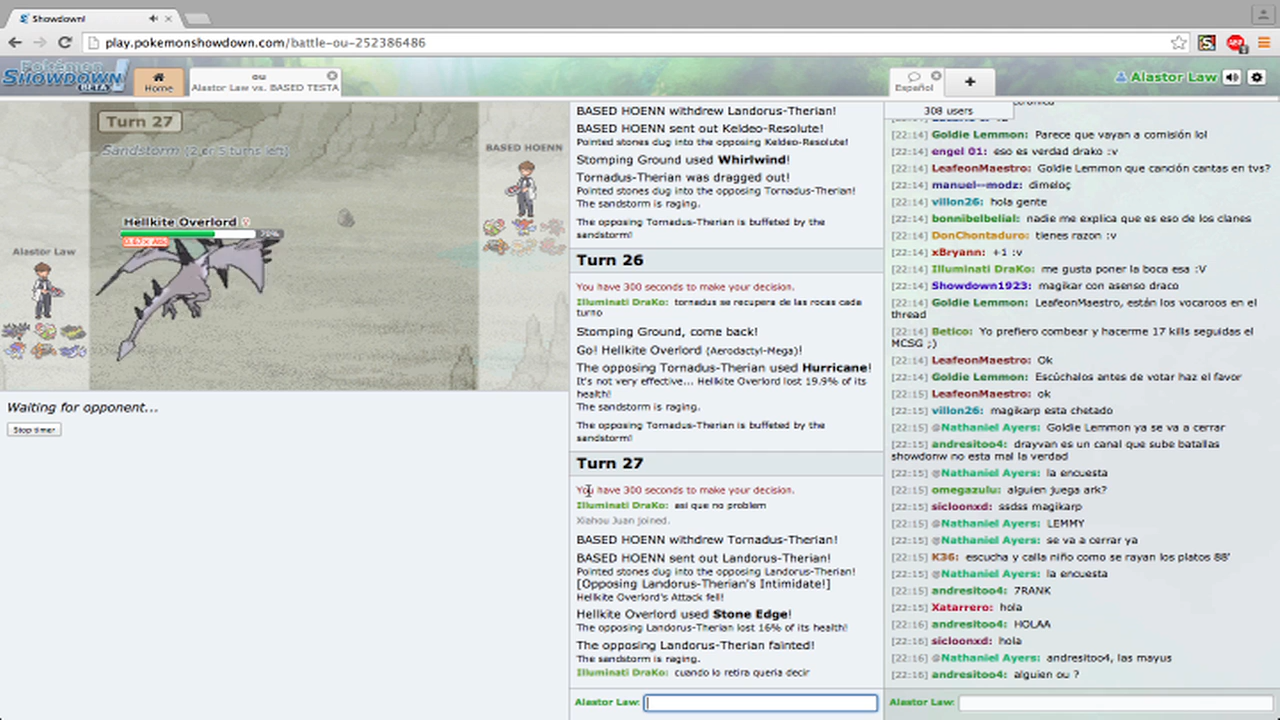 Showdown!
play.pokemonshowdown.com/battle-ou-252386486
Pokémon
SHOWDOWN!
BETA
Home
ou
Alastor Law vs. BASED TESTA
Español
+
Alastor Law
308 users
Turn 27
Sandstorm (2 or 5 turns left)
BASED HOENN
Hellkite Overlord
70%
0.67× Atk
Alastor Law
Waiting for opponent...
Stop timer
BASED HOENN withdrew Landorus-Therian!
BASED HOENN sent out Keldeo-Resolute!
Pointed stones dug into the opposing Keldeo-Resolute!
Stomping Ground used Whirlwind!
Tornadus-Therian was dragged out!
Pointed stones dug into the opposing Tornadus-Therian!
The sandstorm is raging.
The opposing Tornadus-Therian is buffeted by the
sandstorm!
Turn 26
You have 300 seconds to make your decision.
Illuminati DraKo: tornadus se recupera de las rocas cada
turno
Stomping Ground, come back!
Go! Hellkite Overlord (Aerodactyl-Mega)!
The opposing Tornadus-Therian used Hurricane!
It's not very effective... Hellkite Overlord lost 19.9% of its
health!
The sandstorm is raging.
The opposing Tornadus-Therian is buffeted by the
sandstorm!
Turn 27
You have 300 seconds to make your decision.
Illuminati DraKo: asi que no problem
Xiahou Juan joined.
BASED HOENN withdrew Tornadus-Therian!
BASED HOENN sent out Landorus-Therian!
Pointed stones dug into the opposing Landorus-Therian!
[Opposing Landorus-Therian's Intimidate!]
Hellkite Overlord's Attack fell!
Hellkite Overlord used Stone Edge!
The opposing Landorus-Therian lost 16% of its health!
The opposing Landorus-Therian fainted!
The sandstorm is raging.
Illuminati DraKo: cuando lo retira queria decir
Alastor Law:
[22:14] Goldie Lemmon: Parece que vayan a comisión lol
[22:14] engel 01: eso es verdad drako :v
[22:14] LeafeonMaestro: Goldie Lemmon que canción cantas en tvs?
[22:14] manuel--modz: dimeloç
[22:14] villon26: hola gente
[22:14] bonnibelbelial: nadie me explica que es eso de los clanes
[22:14] DonChontaduro: tienes razon :v
[22:14] xBryann: +1 :v
[22:14] Illuminati DraKo: me gusta poner la boca esa :V
[22:14] Showdown1923: magikar con asenso draco
[22:14] Goldie Lemmon: LeafeonMaestro, están los vocaroos en el
thread
[22:14] Betico: Yo prefiero combear y hacerme 17 kills seguidas el
MCSG ;)
[22:14] LeafeonMaestro: Ok
[22:14] Goldie Lemmon: Escúchalos antes de votar haz el favor
[22:15] LeafeonMaestro: ok
[22:15] villon26: magikarp esta chetado
[22:15] @Nathaniel Ayers: Goldie Lemmon ya se va a cerrar
[22:15] andresitoo4: drayvan es un canal que sube batallas
showdonw no esta mal la verdad
[22:15] @Nathaniel Ayers: la encuesta
[22:15] omegazulu: alguien juega ark?
[22:15] sicloonxd: ssdss magikarp
[22:15] @Nathaniel Ayers: LEMMY
[22:15] @Nathaniel Ayers: se va a cerrar ya
[22:15] K36: escucha y calla niño como se rayan los platos 88'
[22:15] @Nathaniel Ayers: la encuesta
[22:15] andresitoo4: 7RANK
[22:15] Xatarrero: hola
[22:16] andresitoo4: HOLAA
[22:16] sicloonxd: hola
[22:16] @Nathaniel Ayers: andresitoo4, las mayus
[22:16] andresitoo4: alguien ou ?
Alastor Law: